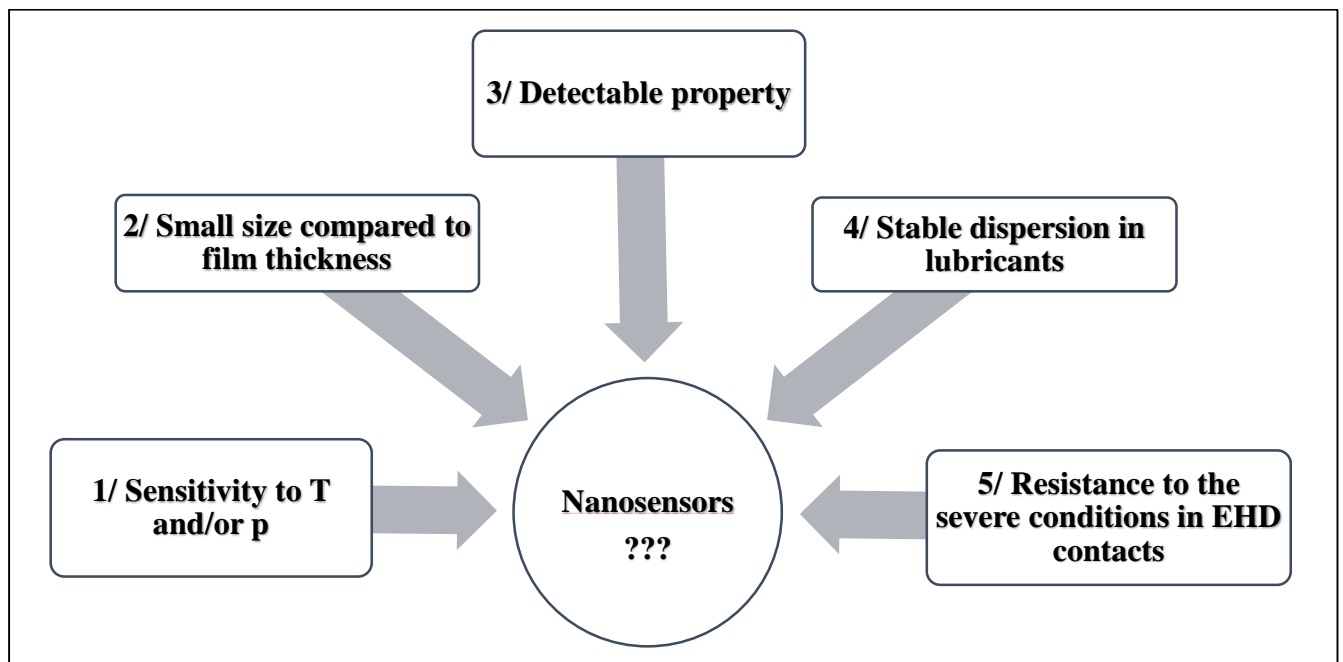 3/ Detectable property
2/ Small size compared to
film thickness
4/ Stable dispersion in
lubricants
1/ Sensitivity to T
and/or p
Nanosensors
???
5/ Resistance to the
severe conditions in EHD
contacts